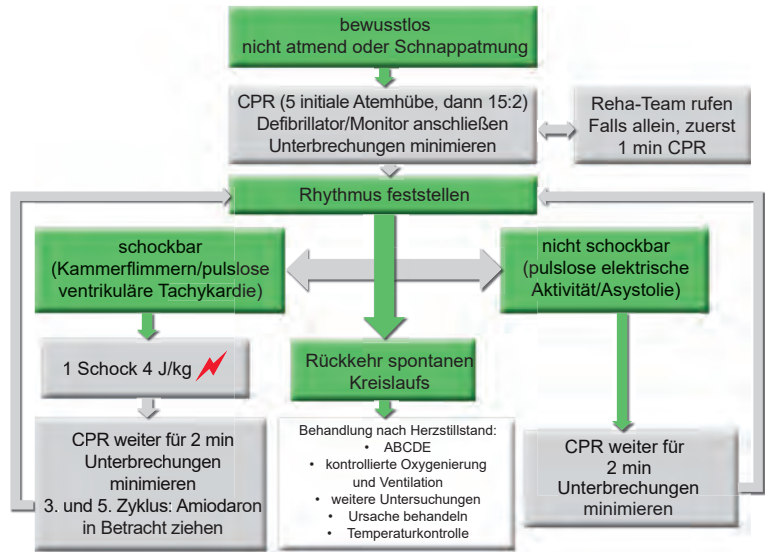 bewusstlos
nicht atmend oder Schnappatmung
CPR (5 initiale Atemhübe, dann 15:2)
Defibrillator/Monitor anschließen
Unterbrechungen minimieren
Reha-Team rufen
Falls allein, zuerst
1 min CPR
Rhythmus feststellen
schockbar
(Kammerflimmern/pulslose
ventrikuläre Tachykardie)
nicht schockbar
(pulslose elektrische
Aktivität/Asystolie)
1 Schock 4 J/kg
Rückkehr spontanen
Kreislaufs
CPR weiter für 2 min
Unterbrechungen
minimieren
3. und 5. Zyklus: Amiodaron
in Betracht ziehen
Behandlung nach Herzstillstand:
• ABCDE
• kontrollierte Oxygenierung
und Ventilation
• weitere Untersuchungen
• Ursache behandeln
• Temperaturkontrolle
CPR weiter für
2 min
Unterbrechungen
minimieren